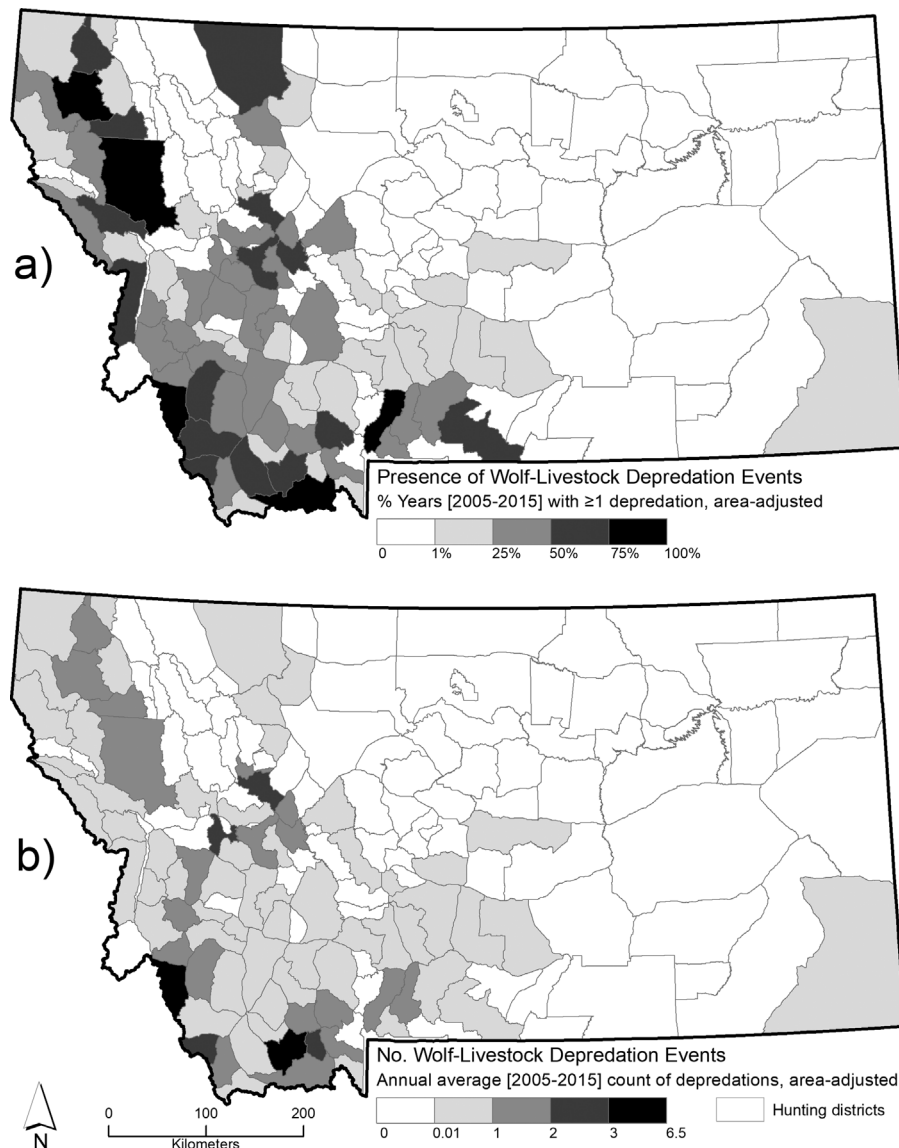 a)
Presence of Wolf-Livestock Depredation Events
% Years [2005-2015] with ≥1 depredation, area-adjusted
0 1% 25% 50% 75% 100%
b)
No. Wolf-Livestock Depredation Events
Annual average [2005-2015] count of depredations, area-adjusted
0 0.01 1 2 3 6.5
Hunting districts
0 100 200
Kilometers
N